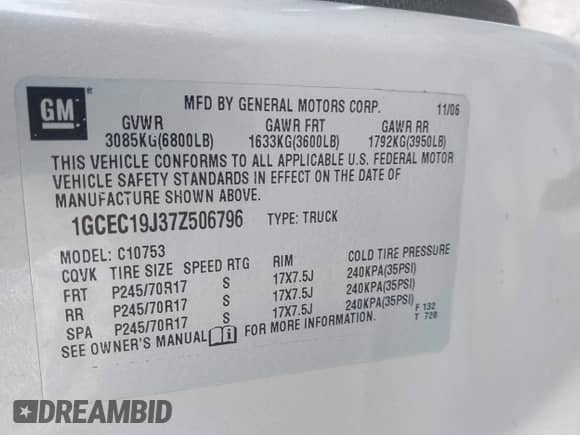 GM ®
MFD BY GENERAL MOTORS CORP. 11/06
GVWR GAWR FRT GAWR RR
3085KG(6800LB) 1633KG(3600LB) 1792KG(3950LB)
THIS VEHICLE CONFORMS TO ALL APPLICABLE U.S. FEDERAL MOTOR
VEHICLE SAFETY STANDARDS IN EFFECT ON THE DATE OF
MANUFACTURE SHOWN ABOVE.
1GCEC19J37Z506796 TYPE: TRUCK
MODEL: C10753
CQVK TIRE SIZE SPEED RTG RIM COLD TIRE PRESSURE
FRT P245/70R17 S 17X7.5J 240KPA(35PSI)
RR P245/70R17 S 17X7.5J 240KPA(35PSI)
SPA P245/70R17 S 17X7.5J 240KPA(35PSI)
SEE OWNER'S MANUAL FOR MORE INFORMATION.
F 132
T 728
DREAMBID